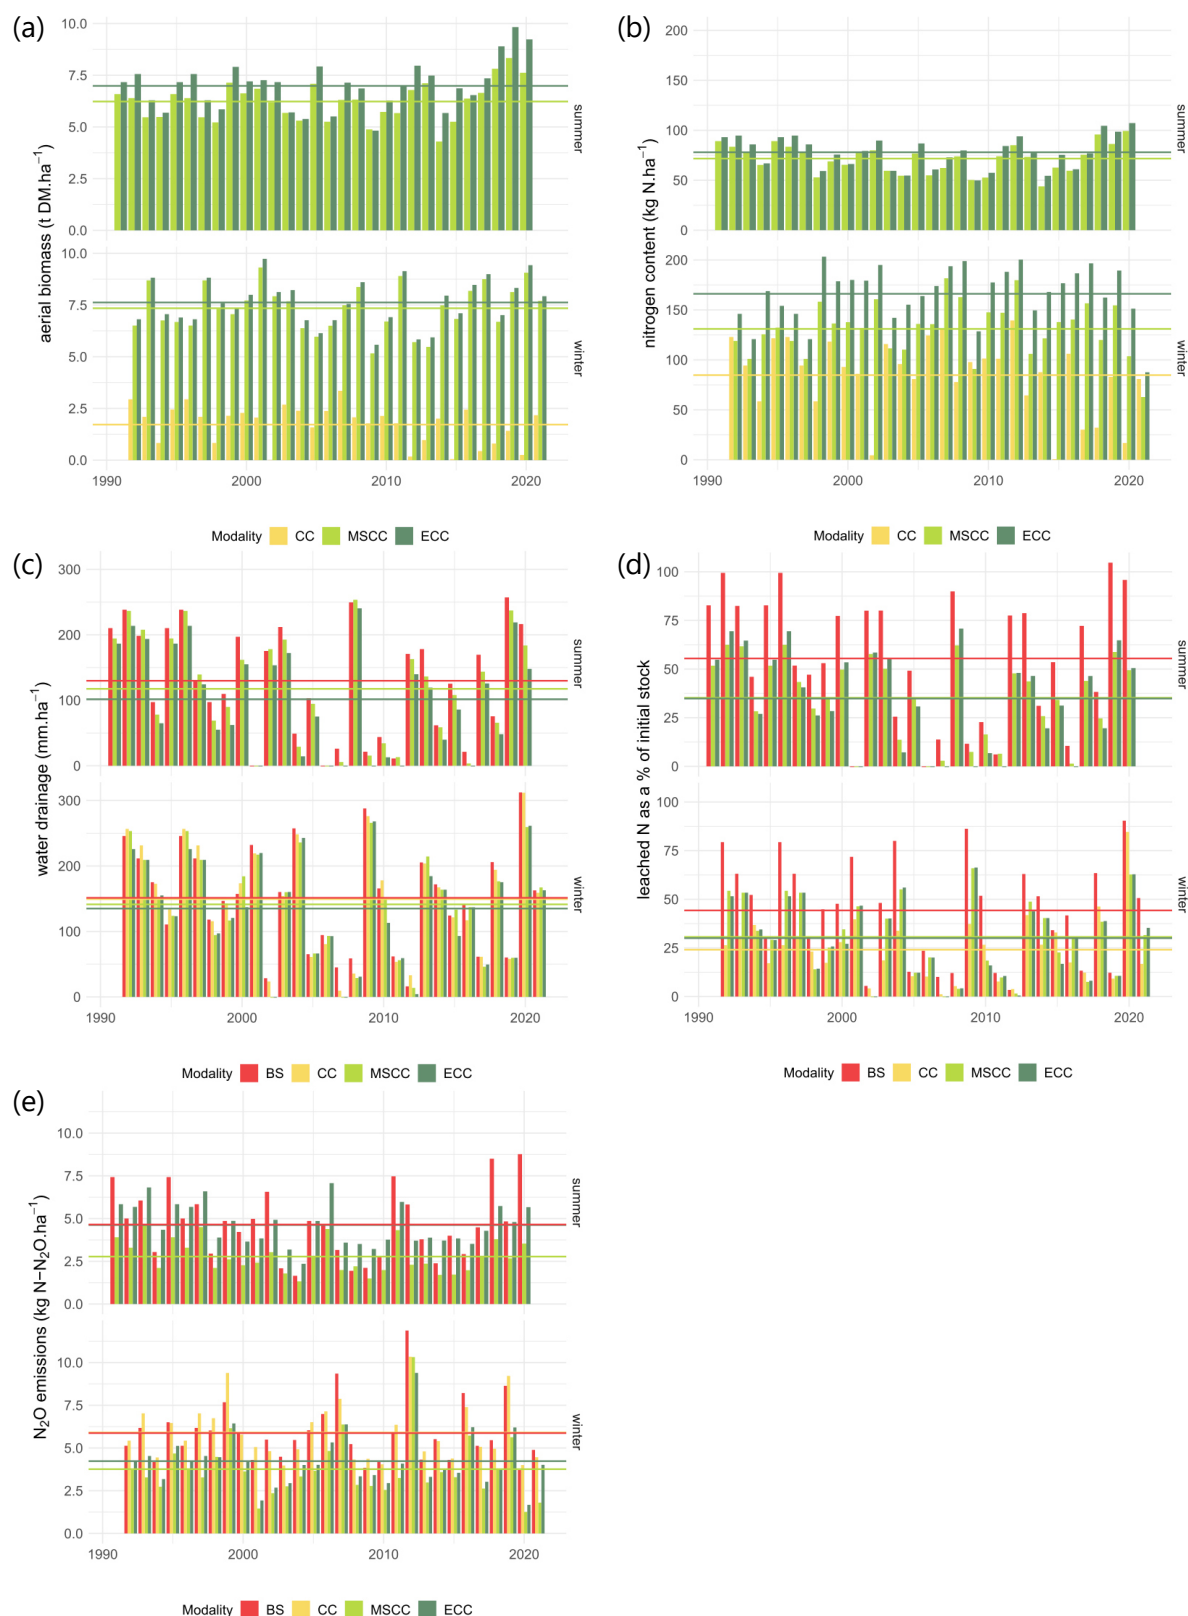 (a)
10.0
7.5
5.0
2.5
0.0
summer
10.0
7.5
5.0
2.5
0.0
winter
aerial biomass (t DM.ha−1)
1990 2000 2010 2020
Modality CC MSCC ECC
(b)
200
150
100
50
0
summer
200
150
100
50
0
winter
nitrogen content (kg N.ha−1)
1990 2000 2010 2020
Modality CC MSCC ECC
(c)
300
200
100
0
summer
300
200
100
0
winter
water drainage (mm.ha−1)
1990 2000 2010 2020
Modality BS CC MSCC ECC
(d)
100
75
50
25
0
summer
100
75
50
25
0
winter
leached N as a % of initial stock
1990 2000 2010 2020
Modality BS CC MSCC ECC
(e)
10.0
7.5
5.0
2.5
0.0
summer
10.0
7.5
5.0
2.5
0.0
winter
N2O emissions (kg N−N2O.ha−1)
1990 2000 2010 2020
Modality BS CC MSCC ECC